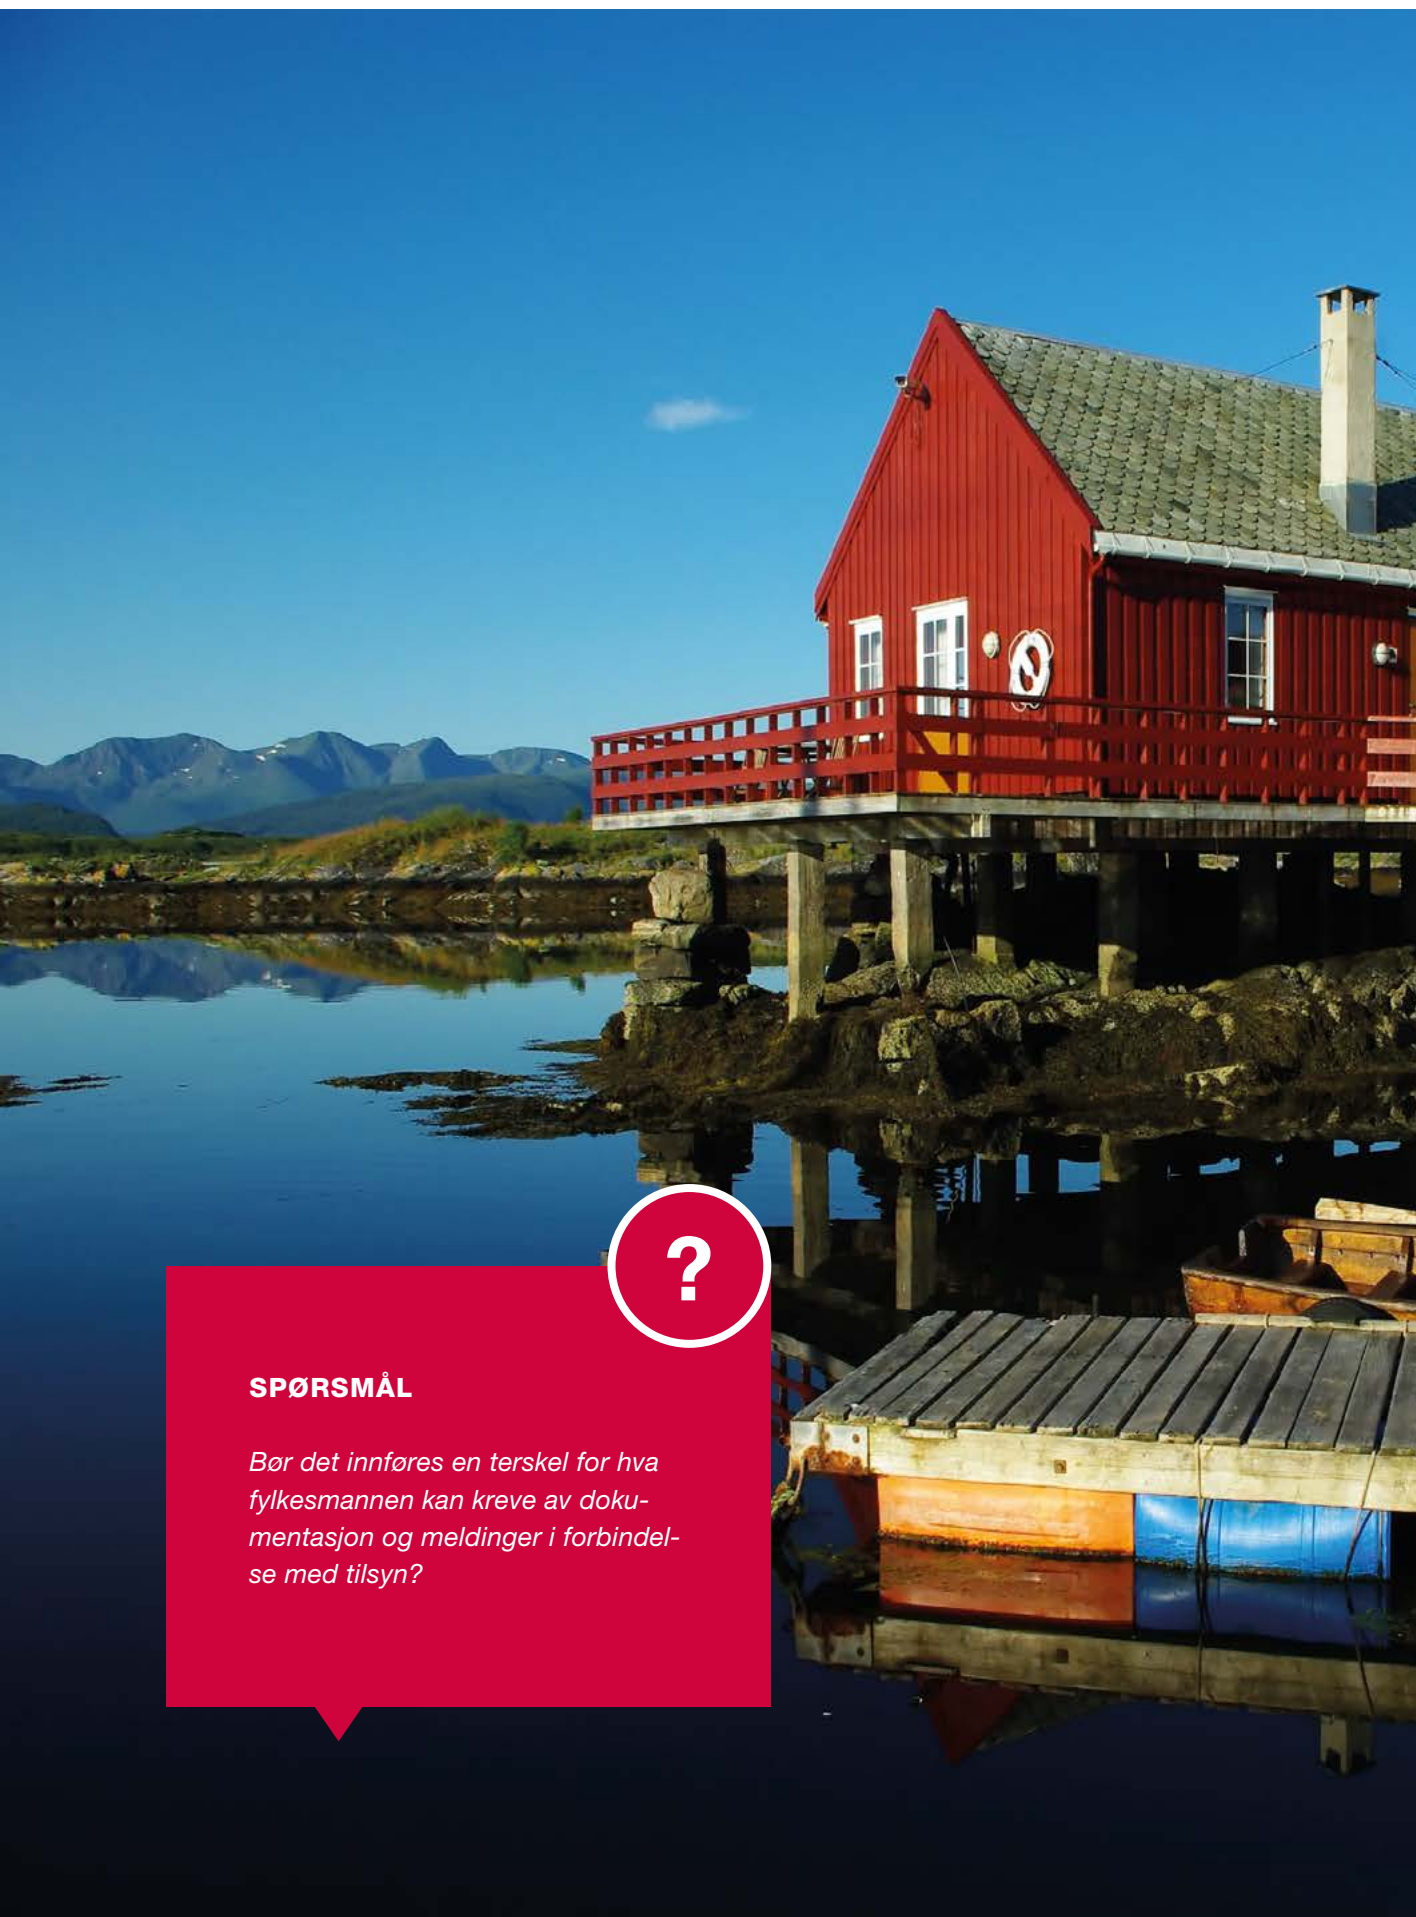 ?
SPØRSMÅL
Bør det innføres en terskel for hva
fylkesmannen kan kreve av doku-
mentasjon og meldinger i forbindel-
se med tilsyn?